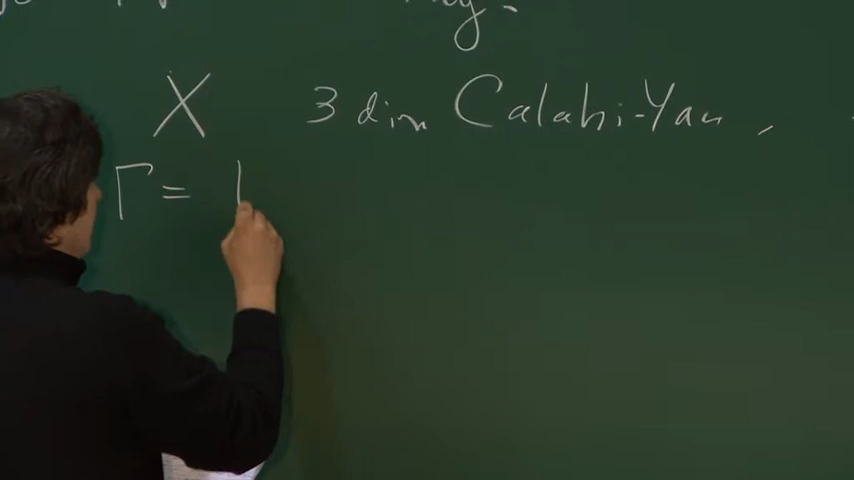 X 3 dim Calabi-Yau ,
Γ =